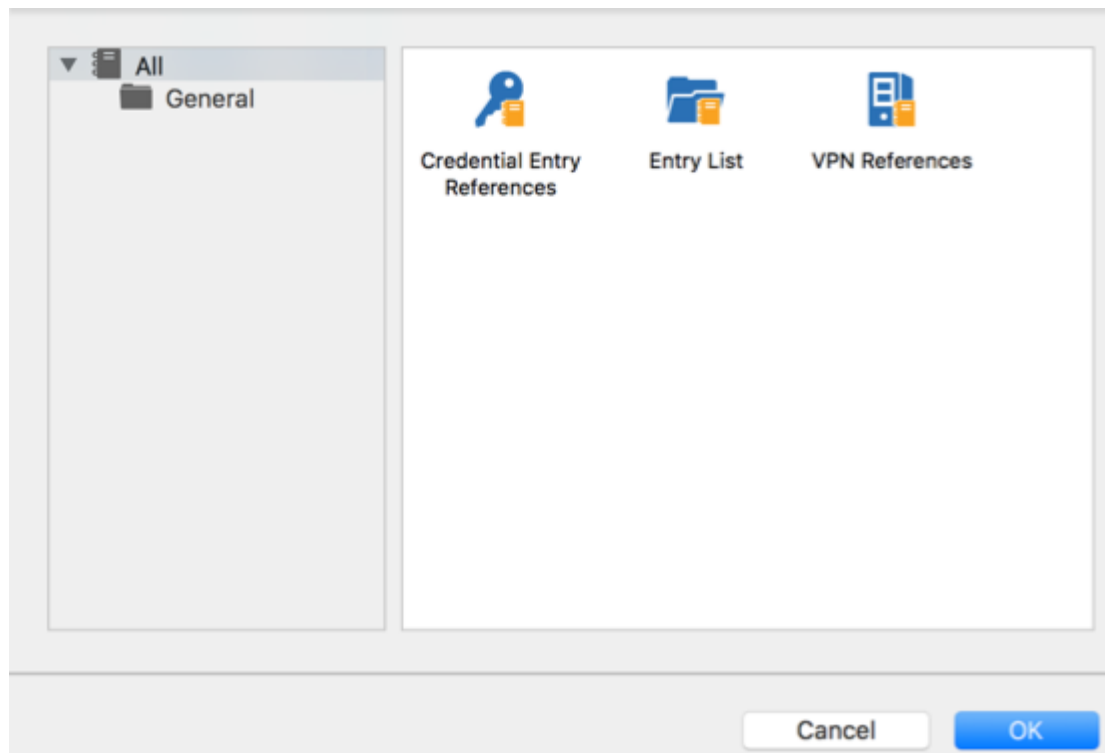 All
General
Credential Entry
References
Entry List
VPN References
Cancel
OK